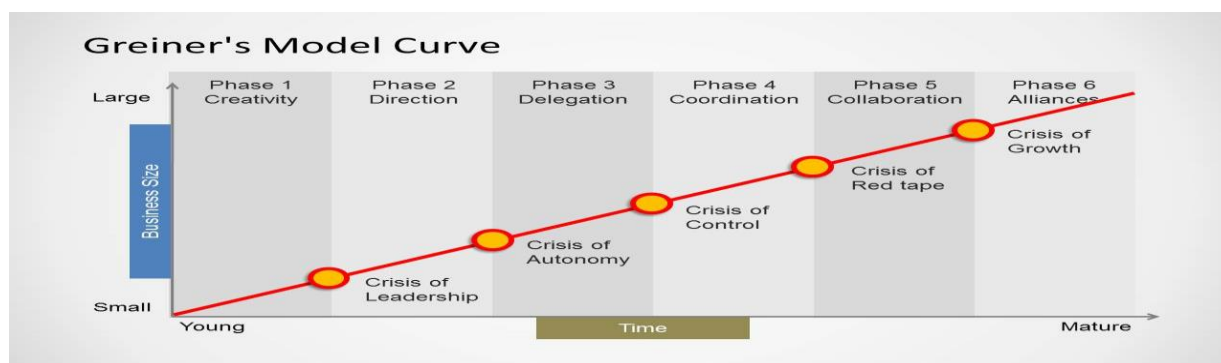 Greiner's Model Curve
Phase 1
Creativity
Phase 2
Direction
Phase 3
Delegation
Phase 4
Coordination
Phase 5
Collaboration
Phase 6
Alliances
Large
Business Size
Small
Crisis of
Leadership
Crisis of
Autonomy
Crisis of
Control
Crisis of
Red tape
Crisis of
Growth
Young
Time
Mature